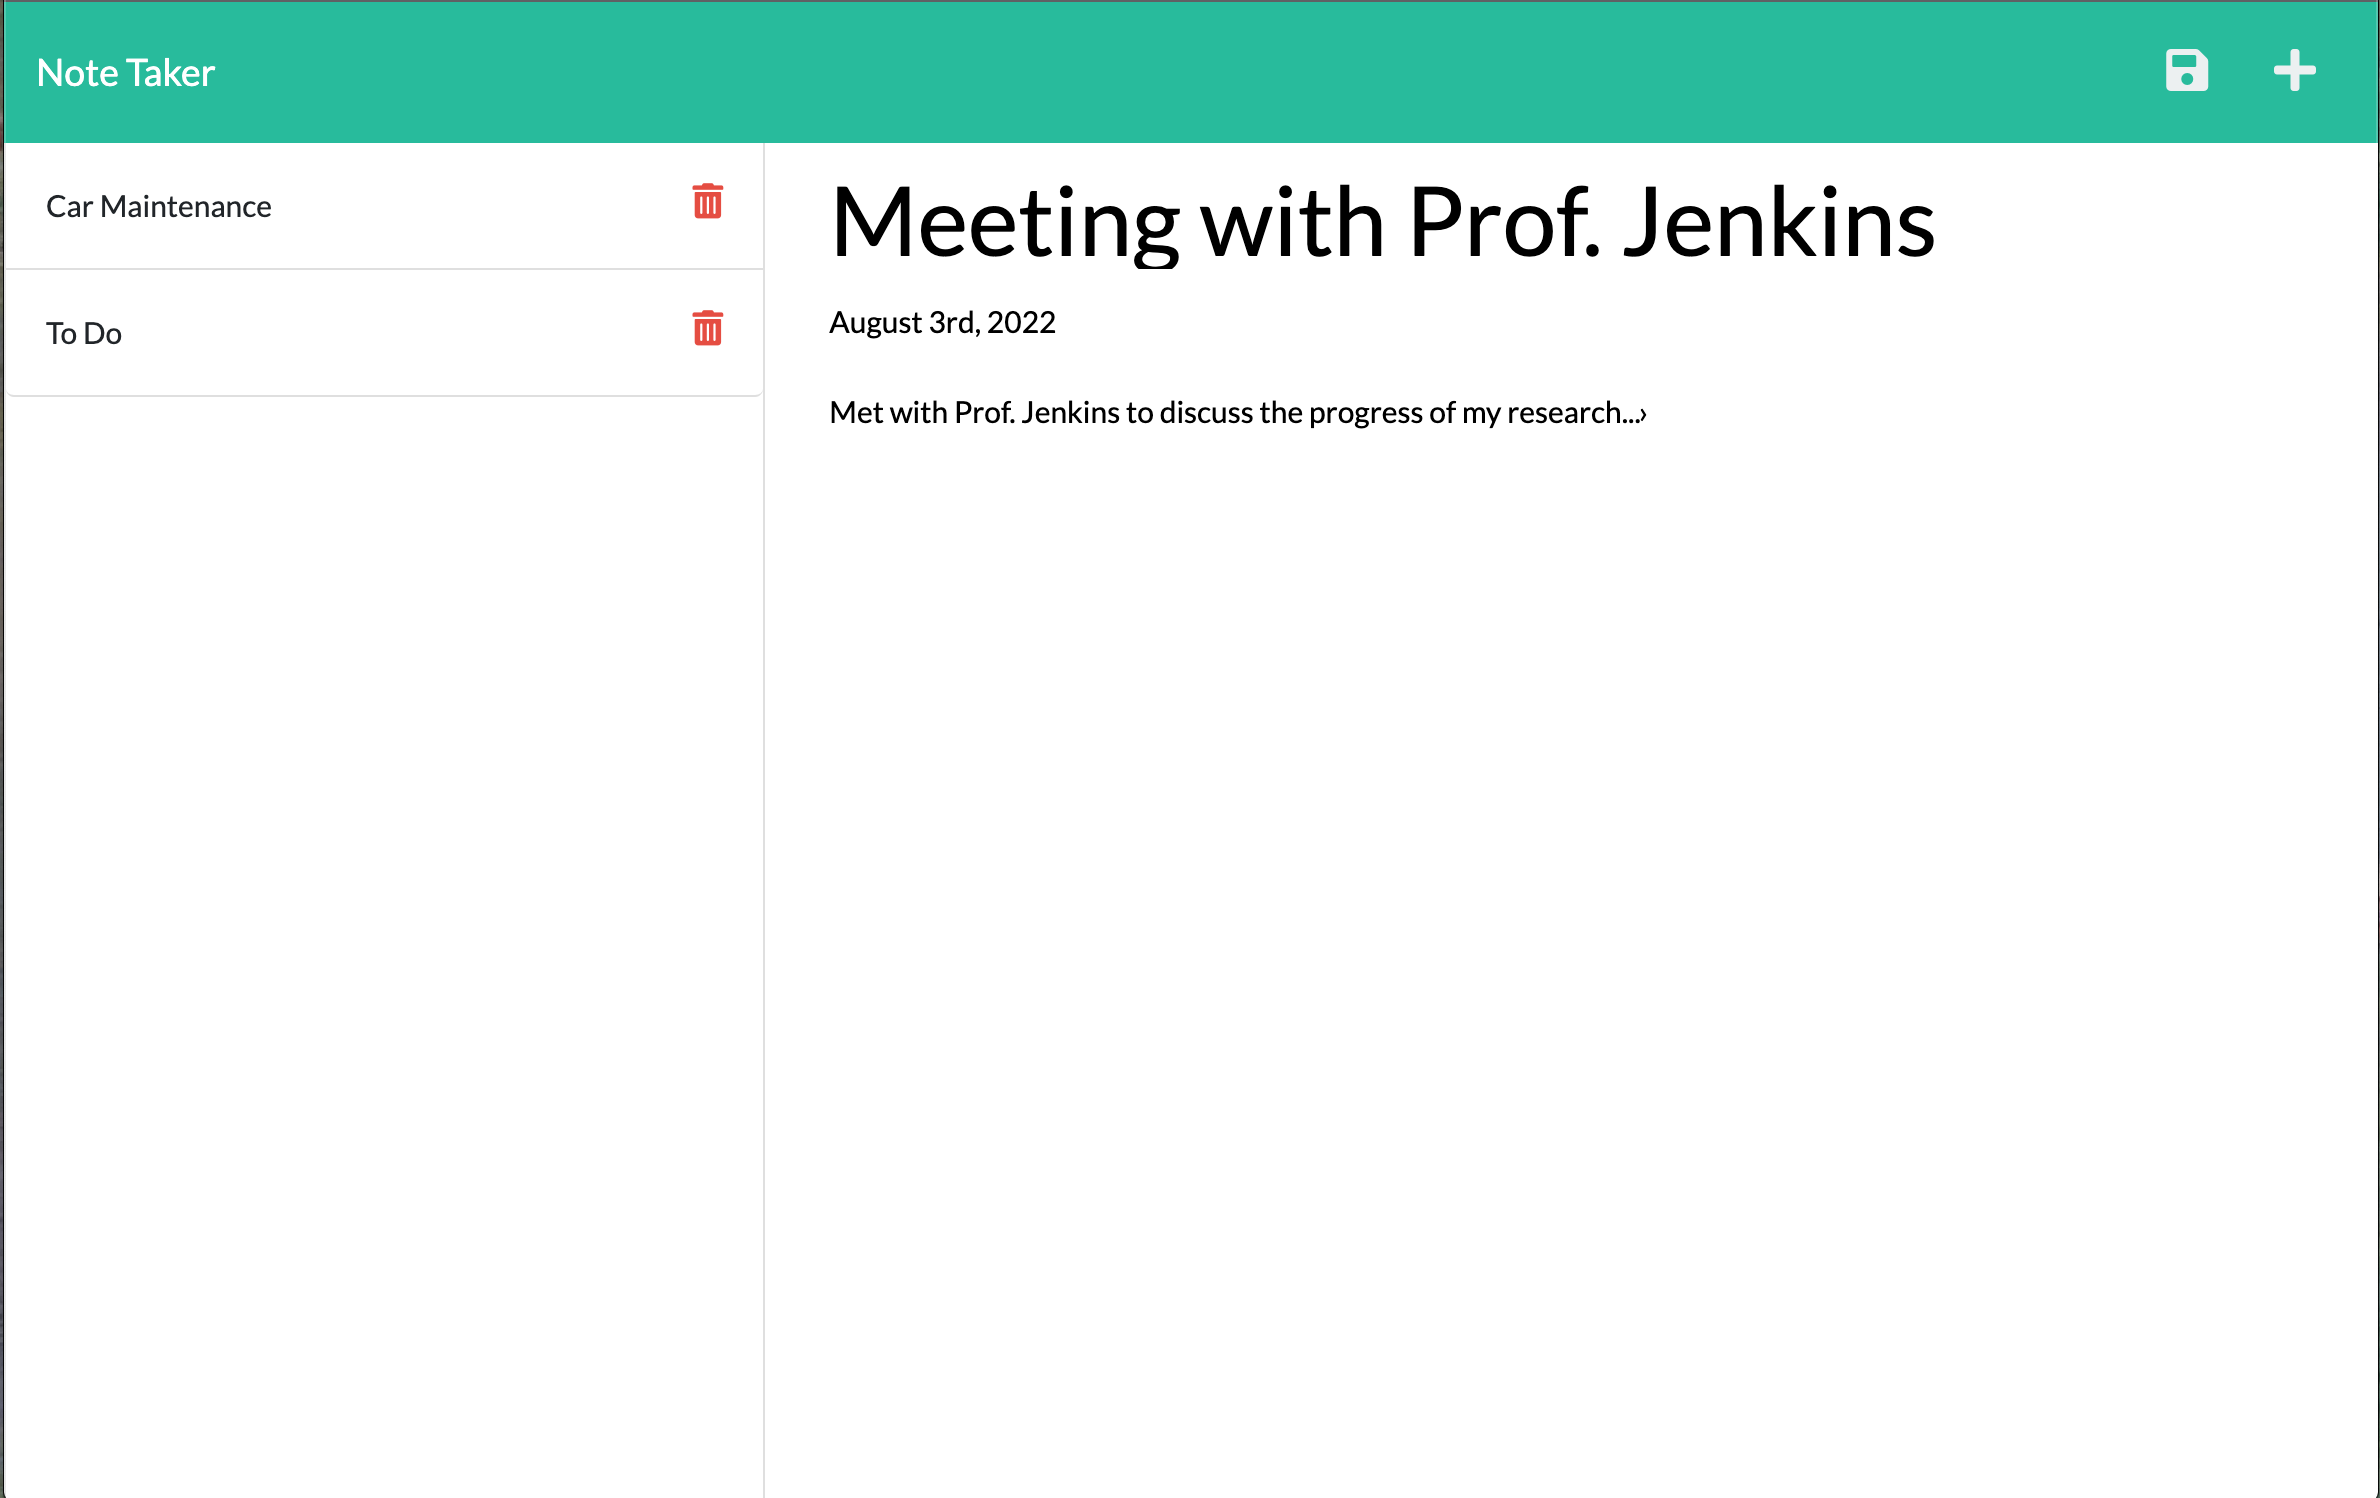 Note Taker
Car Maintenance
To Do
Meeting with Prof. Jenkins
August 3rd, 2022
Met with Prof. Jenkins to discuss the progress of my research...›